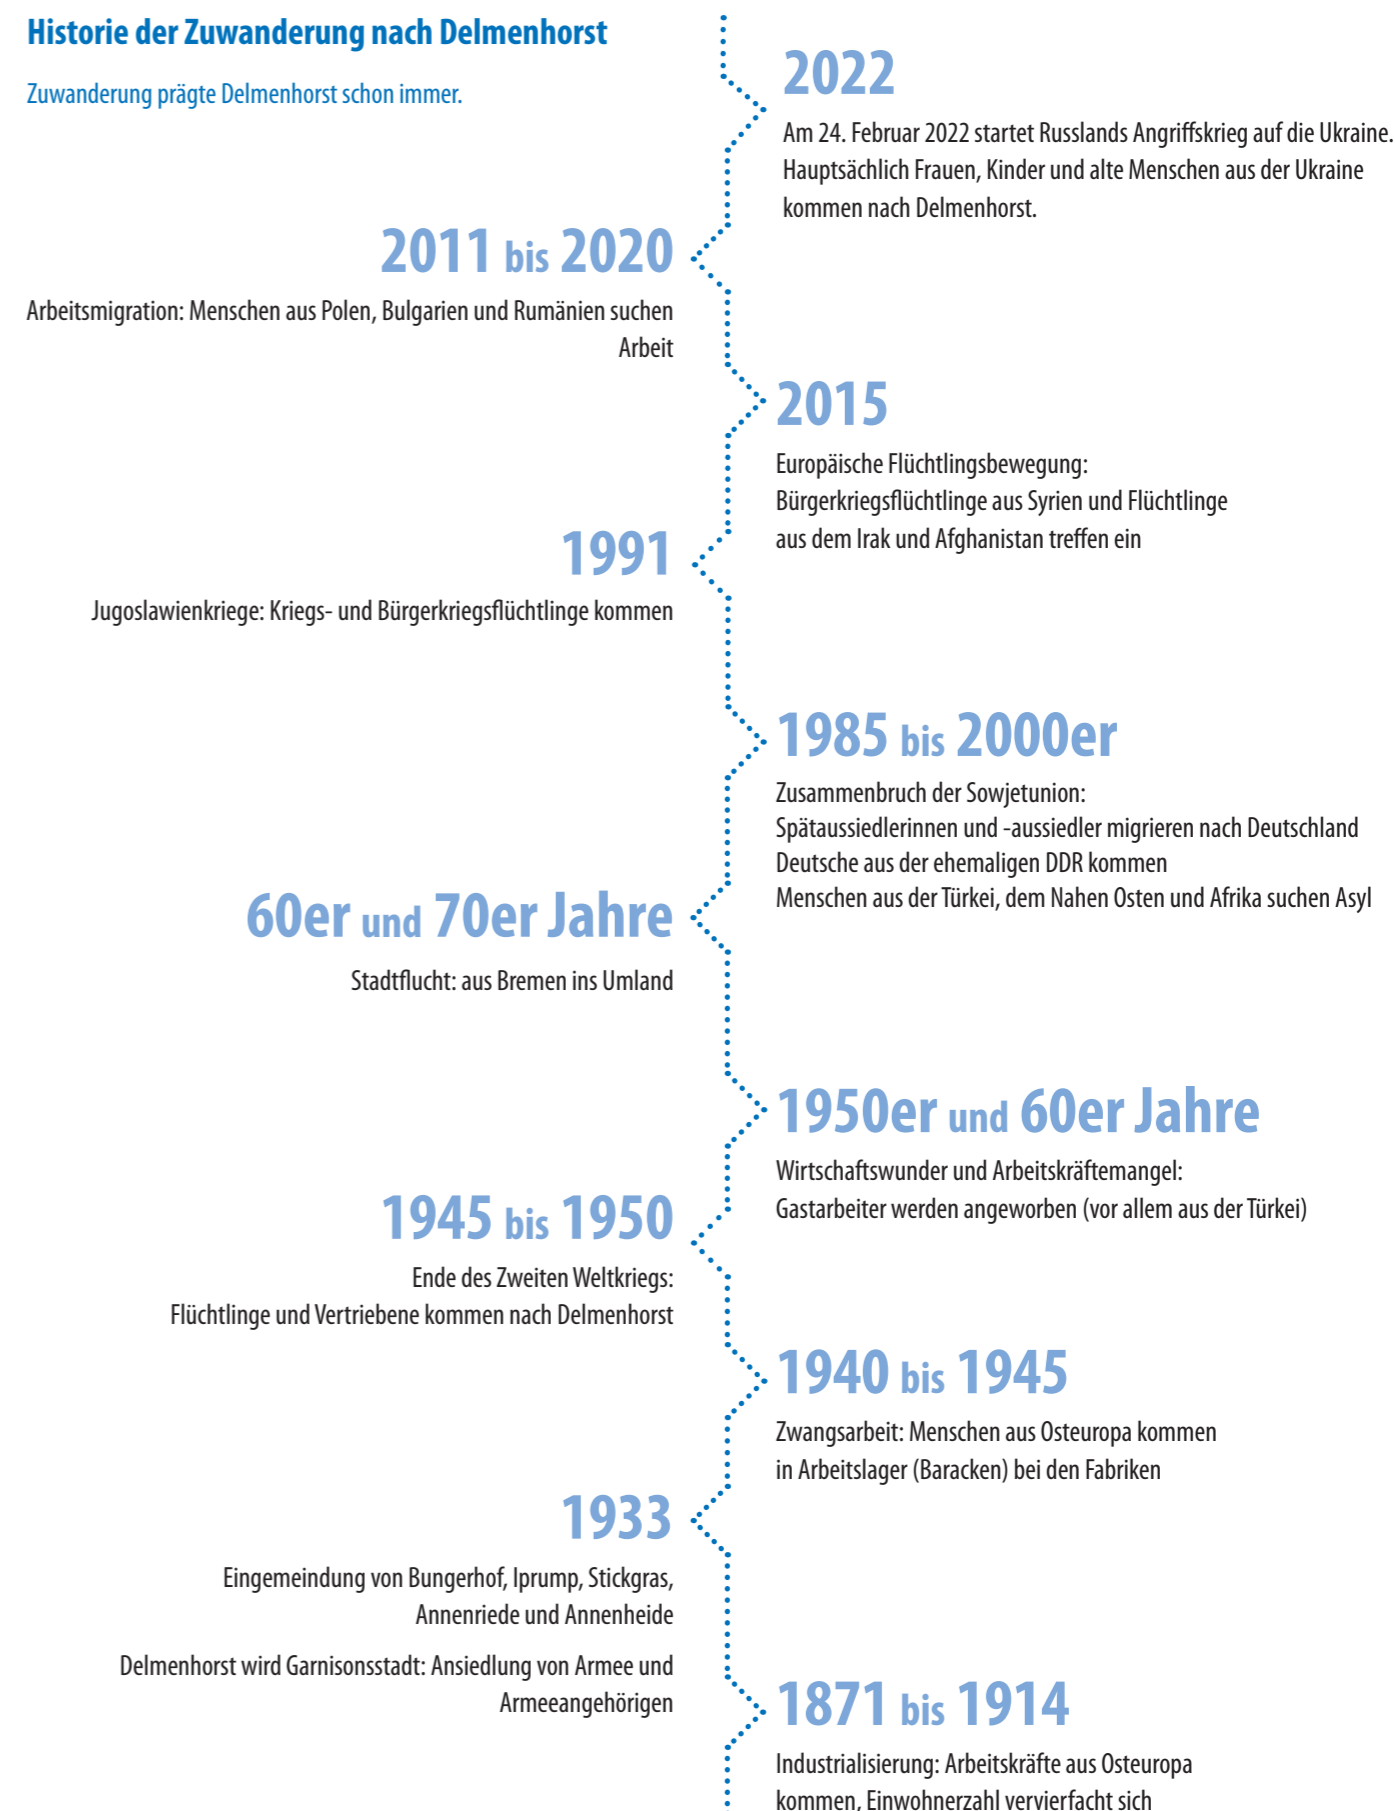 Historie der Zuwanderung nach Delmenhorst
Zuwanderung prägte Delmenhorst schon immer.
2022
Am 24. Februar 2022 startet Russlands Angriffskrieg auf die Ukraine.
Hauptsächlich Frauen, Kinder und alte Menschen aus der Ukraine
kommen nach Delmenhorst.
2011 bis 2020
Arbeitsmigration: Menschen aus Polen, Bulgarien und Rumänien suchen
Arbeit
2015
Europäische Flüchtlingsbewegung:
Bürgerkriegsflüchtlinge aus Syrien und Flüchtlinge
aus dem Irak und Afghanistan treffen ein
1991
Jugoslawienkriege: Kriegs- und Bürgerkriegsflüchtlinge kommen
1985 bis 2000er
Zusammenbruch der Sowjetunion:
Spätaussiedlerinnen und -aussiedler migrieren nach Deutschland
Deutsche aus der ehemaligen DDR kommen
Menschen aus der Türkei, dem Nahen Osten und Afrika suchen Asyl
60er und 70er Jahre
Stadtflucht: aus Bremen ins Umland
1950er und 60er Jahre
Wirtschaftswunder und Arbeitskräftemangel:
Gastarbeiter werden angeworben (vor allem aus der Türkei)
1945 bis 1950
Ende des Zweiten Weltkriegs:
Flüchtlinge und Vertriebene kommen nach Delmenhorst
1940 bis 1945
Zwangsarbeit: Menschen aus Osteuropa kommen
in Arbeitslager (Baracken) bei den Fabriken
1933
Eingemeindung von Bungerhof, Iprump, Stickgras,
Annenriede und Annenheide
Delmenhorst wird Garnisonsstadt: Ansiedlung von Armee und
Armeeangehörigen
1871 bis 1914
Industrialisierung: Arbeitskräfte aus Osteuropa
kommen, Einwohnerzahl vervierfacht sich